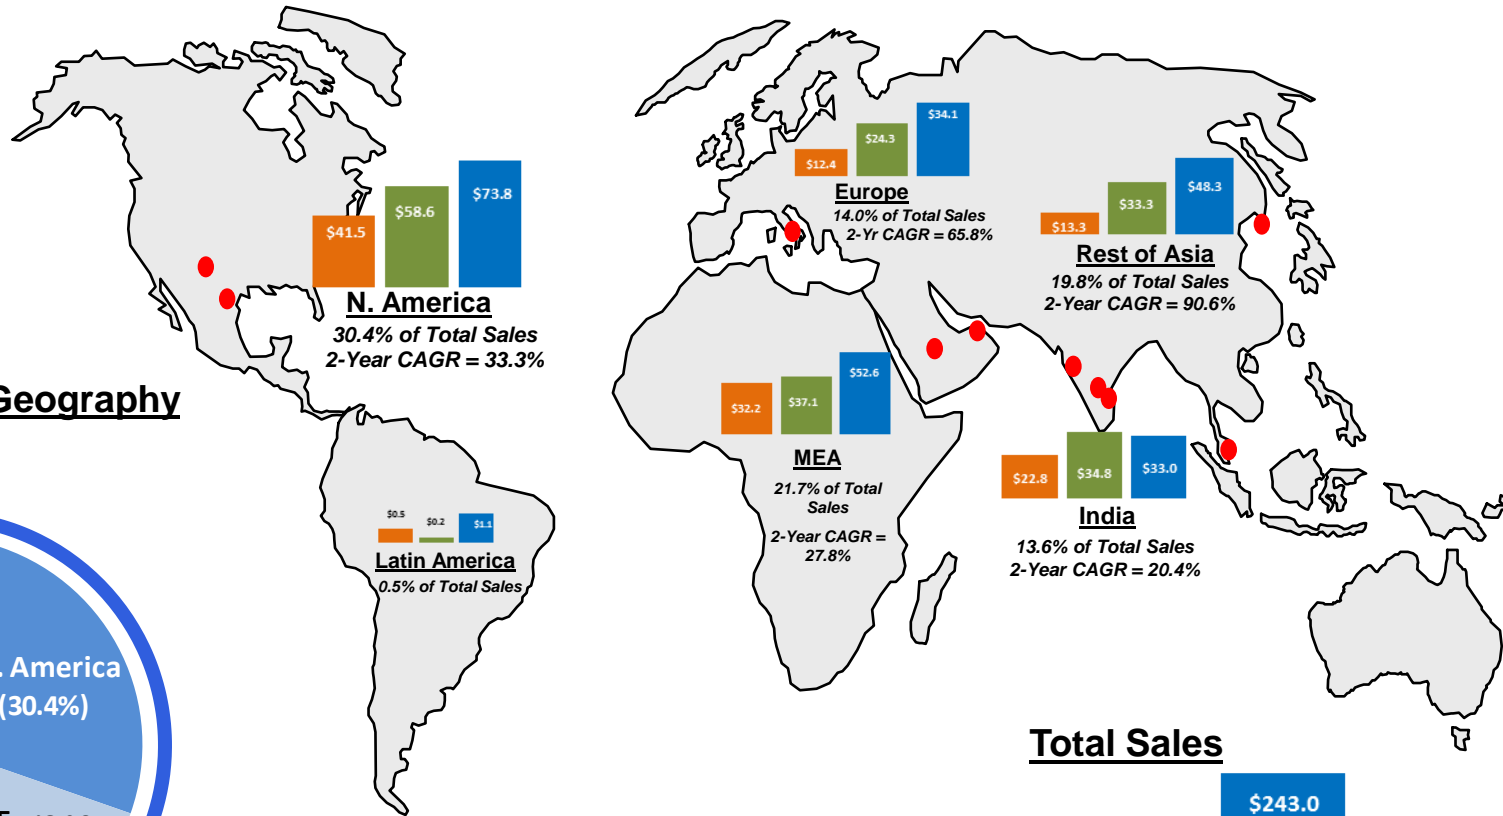 $41.5
$58.6
$73.8
N. America
30.4% of Total Sales
2-Year CAGR = 33.3%
$12.4
$24.3
$34.1
Europe
14.0% of Total Sales
2-Yr CAGR = 65.8%
$13.3
$33.3
$48.3
Rest of Asia
19.8% of Total Sales
2-Year CAGR = 90.6%
Geography
$32.2
$37.1
$52.6
MEA
21.7% of Total
Sales
2-Year CAGR =
27.8%
$22.8
$34.8
$33.0
India
13.6% of Total Sales
2-Year CAGR = 20.4%
$0.5
$0.2
$1.1
Latin America
0.5% of Total Sales
. America
(30.4%)
Total Sales
$243.0